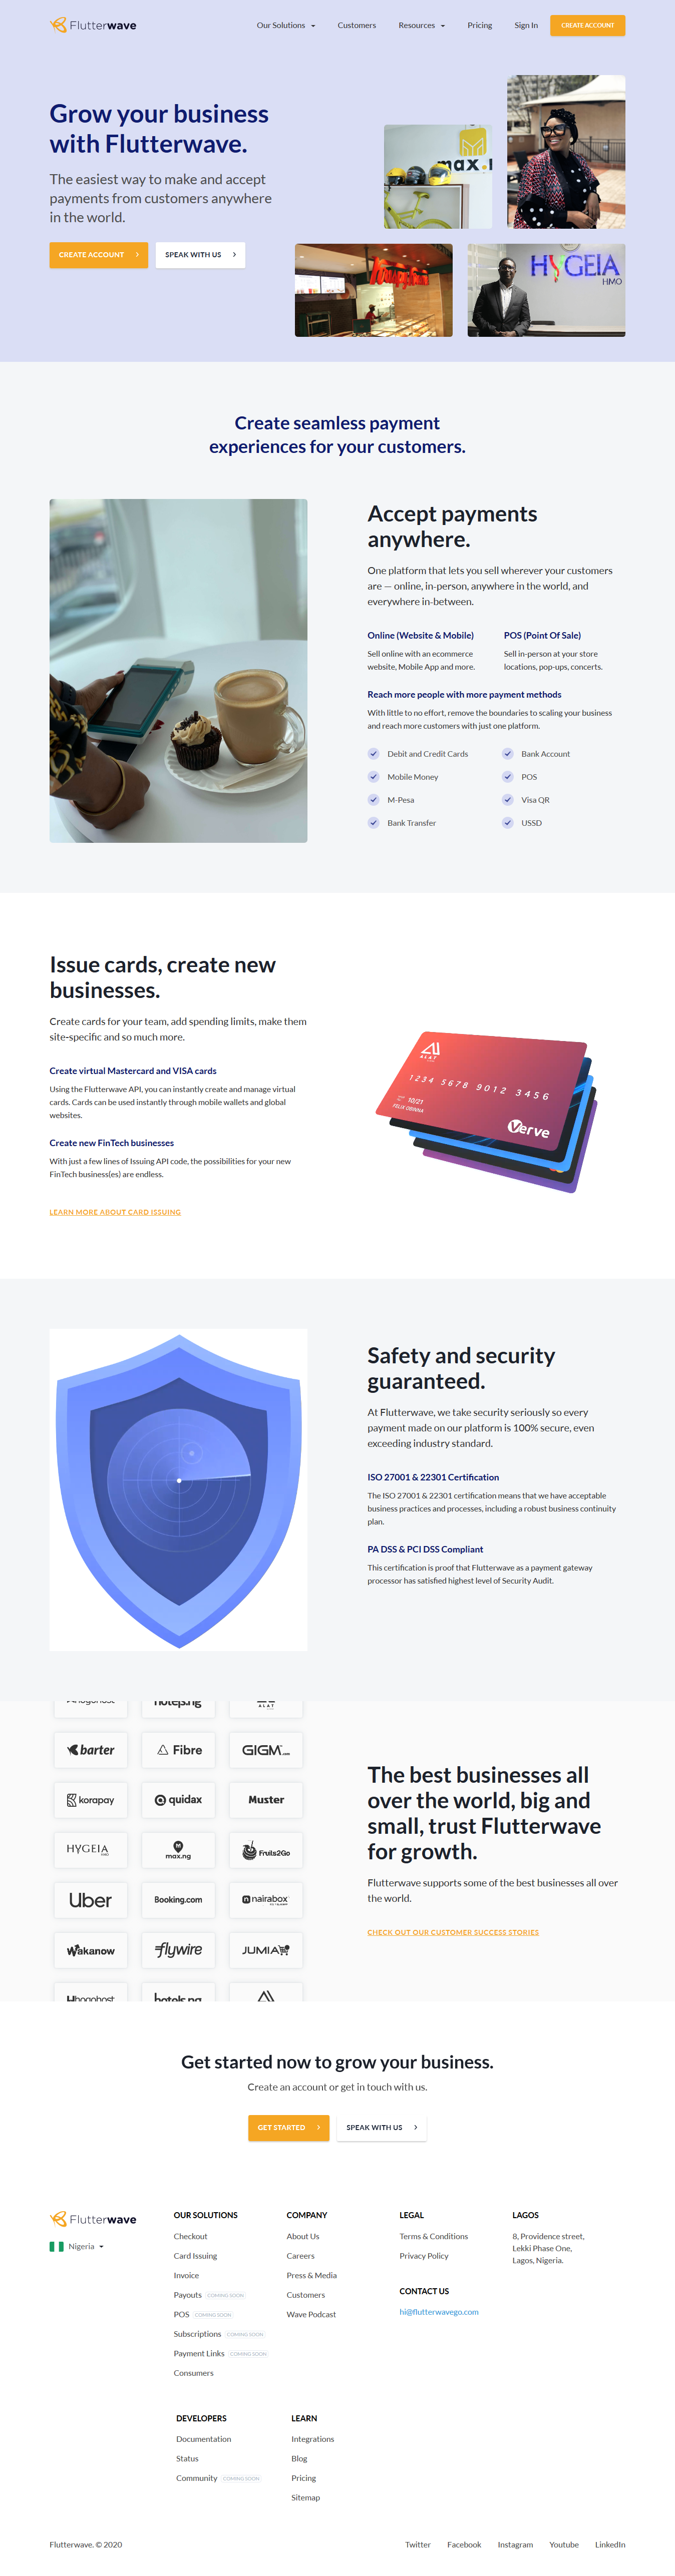 Flutterwave
Our Solutions
Customers
Resources
Pricing
Sign In
CREATE ACCOUNT
Grow your business
with Flutterwave.
The easiest way to make and accept
payments from customers anywhere
in the world.
CREATE ACCOUNT
SPEAK WITH US
max.
HYGEIA
HMO
Create seamless payment
experiences for your customers.
Accept payments
anywhere.
One platform that lets you sell wherever your customers
are — online, in-person, anywhere in the world, and
everywhere in-between.
Online (Website & Mobile)
Sell online with an ecommerce
website, Mobile App and more.
POS (Point Of Sale)
Sell in-person at your store
locations, pop-ups, concerts.
Reach more people with more payment methods
With little to no effort, remove the boundaries to scaling your business
and reach more customers with just one platform.
Debit and Credit Cards
Bank Account
Mobile Money
POS
M-Pesa
Visa QR
Bank Transfer
USSD
Issue cards, create new
businesses.
Create cards for your team, add spending limits, make them
site-specific and so much more.
Create virtual Mastercard and VISA cards
Using the Flutterwave API, you can instantly create and manage virtual
cards. Cards can be used instantly through mobile wallets and global
websites.
Create new FinTech businesses
With just a few lines of Issuing API code, the possibilities for your new
FinTech business(es) are endless.
LEARN MORE ABOUT CARD ISSUING
ALAT
1234 5678 9012 3456
10/21
FELIX OBINNA
Verve
Safety and security
guaranteed.
At Flutterwave, we take security seriously so every
payment made on our platform is 100% secure, even
exceeding industry standard.
ISO 27001 & 22301 Certification
The ISO 27001 & 22301 certification means that we have acceptable
business practices and processes, including a robust business continuity
plan.
PA DSS & PCI DSS Compliant
This certification is proof that Flutterwave as a payment gateway
processor has satisfied highest level of Security Audit.
hotels.ng
ALAT
barter
Fibre
GIGM.com
korapay
quidax
Muster
HYGEIA
HMO
max.ng
Fruits2Go
Uber
Booking.com
nairabox
Wakanow
flywire
JUMIA
Hogohost
hotels.ng
The best businesses all
over the world, big and
small, trust Flutterwave
for growth.
Flutterwave supports some of the best businesses all over
the world.
CHECK OUT OUR CUSTOMER SUCCESS STORIES
Get started now to grow your business.
Create an account or get in touch with us.
GET STARTED
SPEAK WITH US
Flutterwave
Nigeria
OUR SOLUTIONS
Checkout
Card Issuing
Invoice
Payouts COMING SOON
POS COMING SOON
Subscriptions COMING SOON
Payment Links COMING SOON
Consumers
COMPANY
About Us
Careers
Press & Media
Customers
Wave Podcast
LEGAL
Terms & Conditions
Privacy Policy
CONTACT US
hi@flutterwavego.com
LAGOS
8, Providence street,
Lekki Phase One,
Lagos, Nigeria.
DEVELOPERS
Documentation
Status
Community COMING SOON
LEARN
Integrations
Blog
Pricing
Sitemap
Flutterwave. © 2020
Twitter
Facebook
Instagram
Youtube
LinkedIn